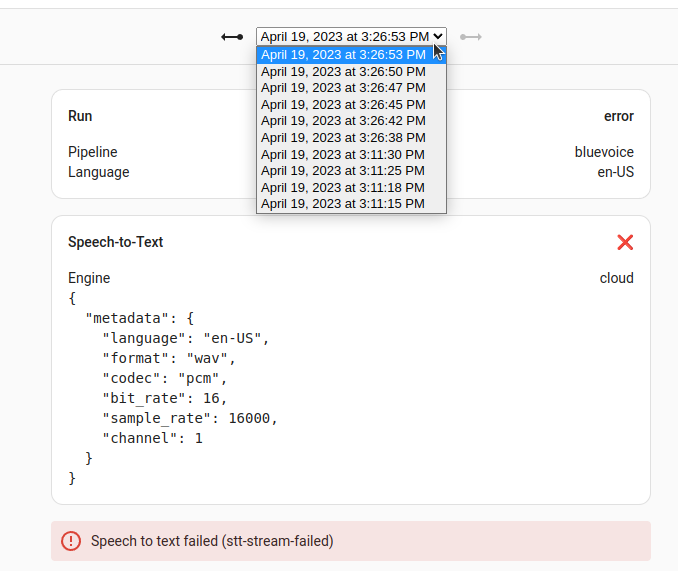 April 19, 2023 at 3:26:53 PM
April 19, 2023 at 3:26:53 PM
April 19, 2023 at 3:26:50 PM
April 19, 2023 at 3:26:47 PM
April 19, 2023 at 3:26:45 PM
April 19, 2023 at 3:26:42 PM
April 19, 2023 at 3:26:38 PM
April 19, 2023 at 3:11:30 PM
April 19, 2023 at 3:11:25 PM
April 19, 2023 at 3:11:18 PM
April 19, 2023 at 3:11:15 PM
Run error
Pipeline bluevoice
Language en-US
Speech-to-Text
Engine cloud
{
  "metadata": {
    "language": "en-US",
    "format": "wav",
    "codec": "pcm",
    "bit_rate": 16,
    "sample_rate": 16000,
    "channel": 1
  }
}
Speech to text failed (stt-stream-failed)